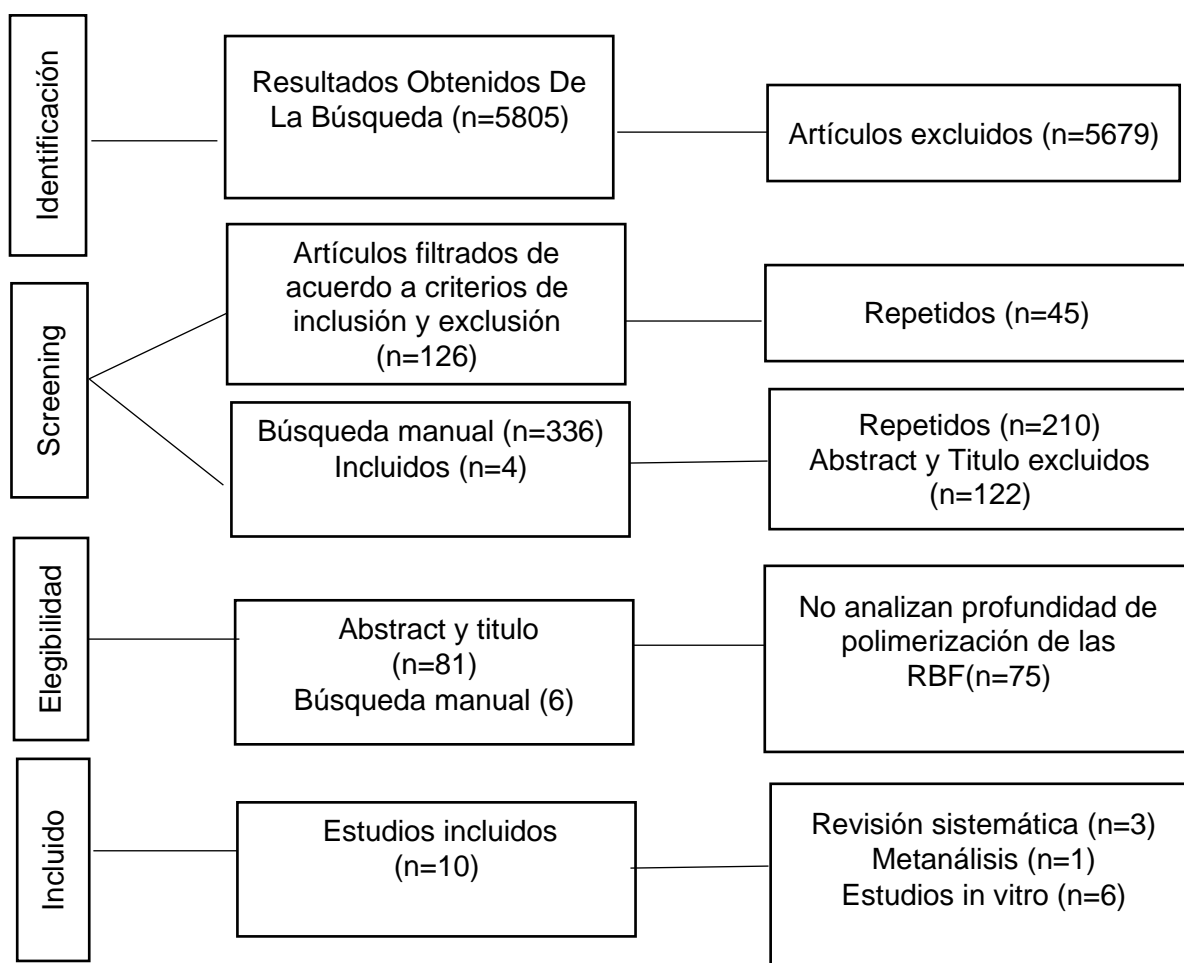 Identificación
Resultados Obtenidos De
La Búsqueda (n=5805)
Artículos excluidos (n=5679)
Screening
Artículos filtrados de
acuerdo a criterios de
inclusión y exclusión
(n=126)
Repetidos (n=45)
Búsqueda manual (n=336)
Incluidos (n=4)
Repetidos (n=210)
Abstract y Titulo excluidos
(n=122)
Elegibilidad
Abstract y titulo
(n=81)
Búsqueda manual (6)
No analizan profundidad de
polimerización de las
RBF(n=75)
Incluido
Estudios incluidos
(n=10)
Revisión sistemática (n=3)
Metanálisis (n=1)
Estudios in vitro (n=6)